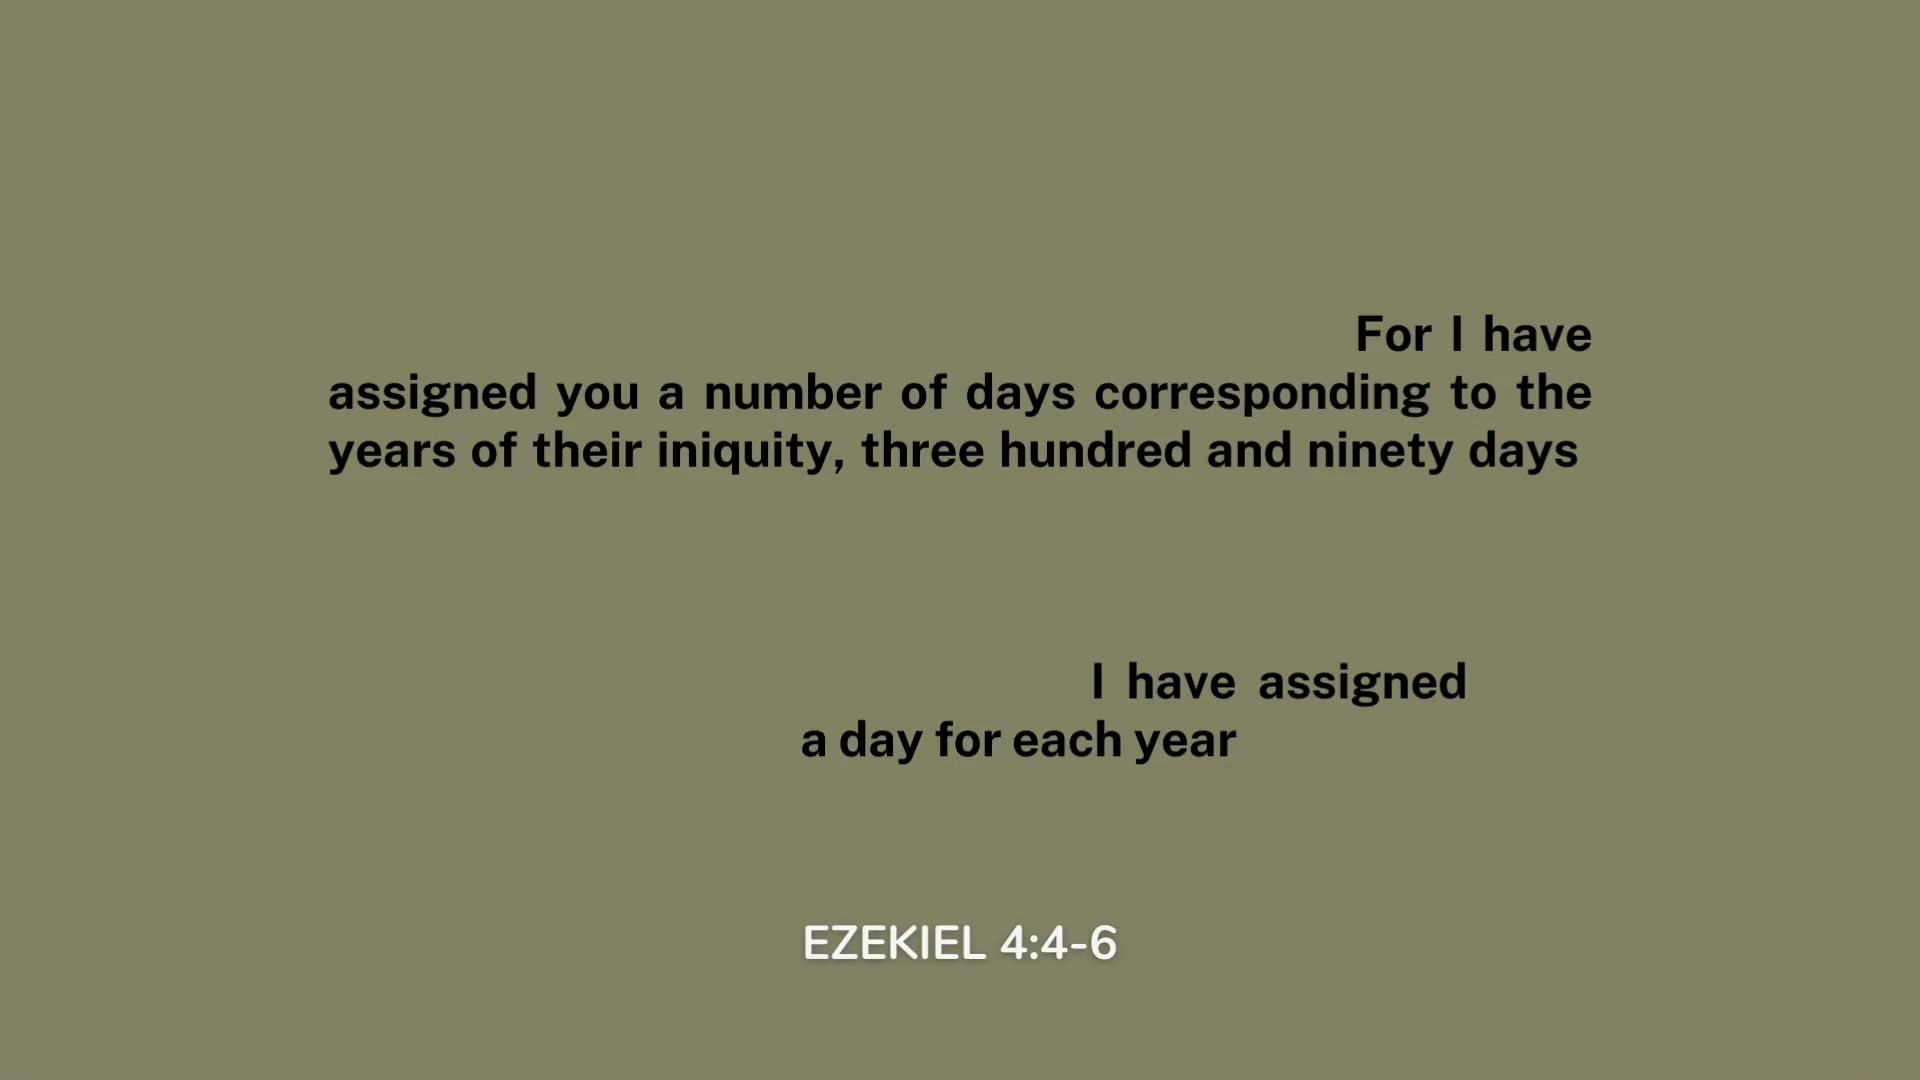 For I have
assigned you a number of days corresponding to the
years of their iniquity, three hundred and ninety days
I have assigned
a day for each year
EZEKIEL 4:4-6